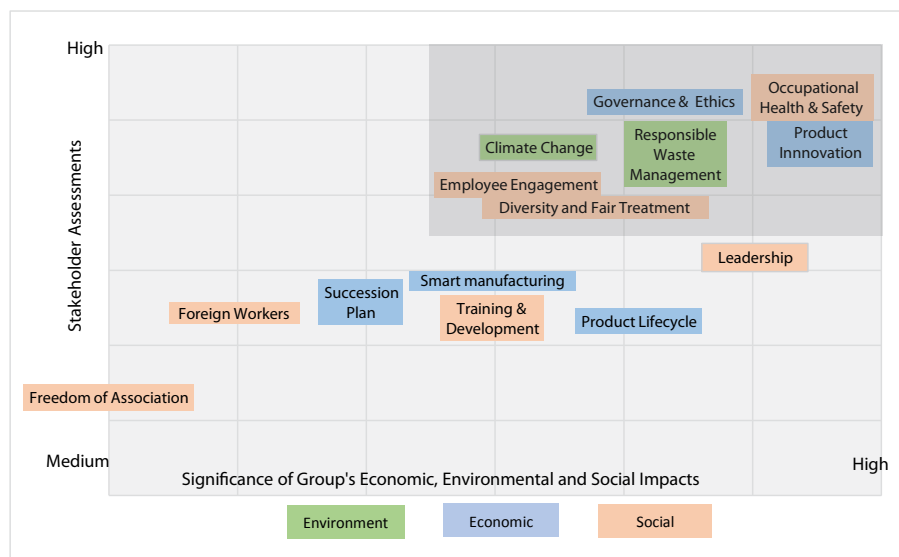 High
Occupational
Health & Safety
Governance & Ethics
Product
Innnovation
Responsible
Waste
Management
Climate Change
Employee Engagement
Diversity and Fair Treatment
Stakeholder Assessments
Leadership
Smart manufacturing
Succession
Plan
Training &
Development
Foreign Workers
Product Lifecycle
Freedom of Association
Medium
High
Significance of Group's Economic, Environmental and Social Impacts
Environment
Economic
Social